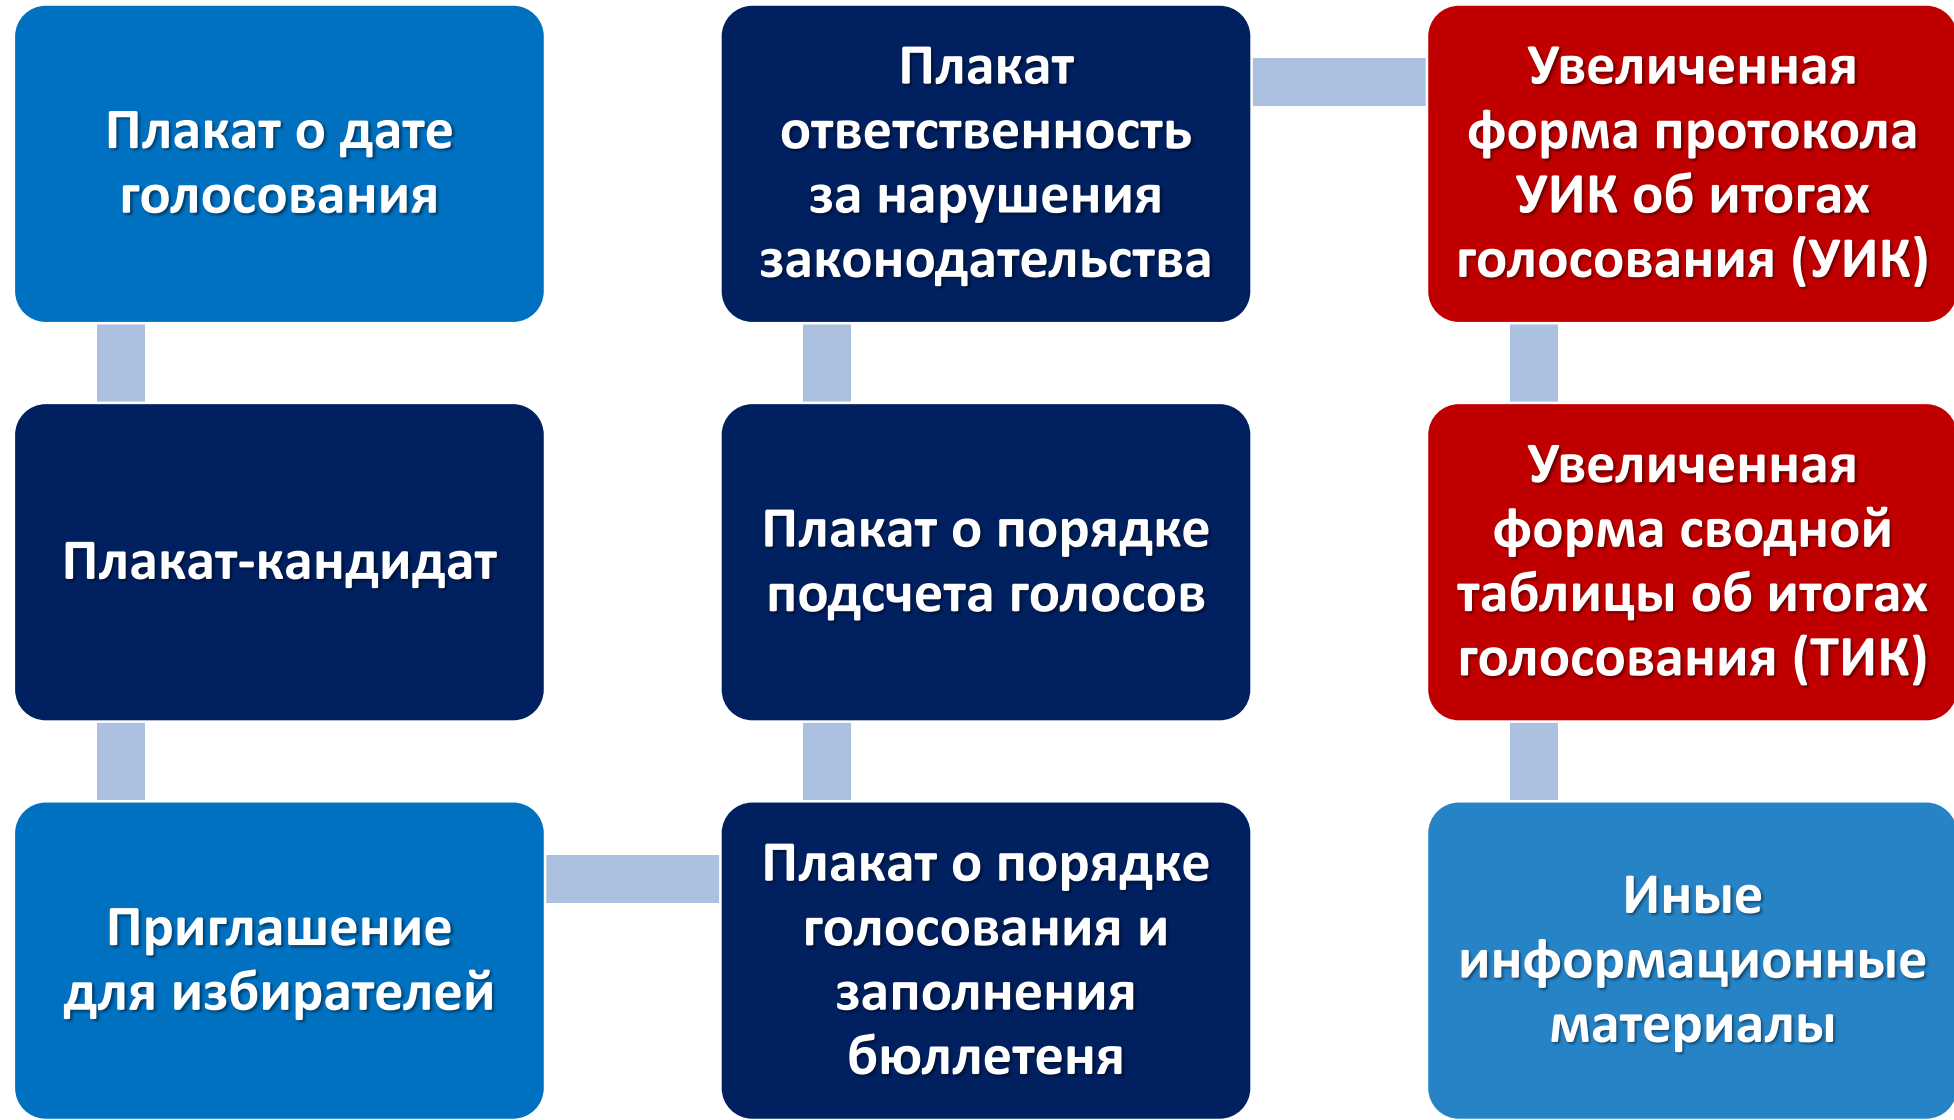 Плакат о дате
голосования
Плакат-кандидат
Приглашение
для избирателей
Плакат о порядке
голосования и
заполнения
бюллетеня
Плакат о порядке
подсчета голосов
Плакат
ответственность
за нарушения
законодательства
Увеличенная
форма протокола
УИК об итогах
голосования (УИК)
Увеличенная
форма сводной
таблицы об итогах
голосования (ТИК)
Иные
информационные
материалы